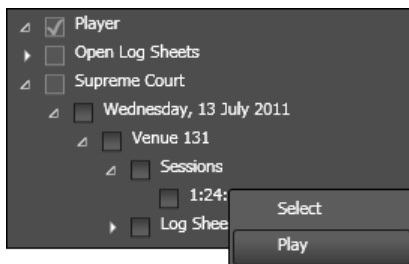 Player
Open Log Sheets
Supreme Court
Wednesday, 13 July 2011
Venue 131
Sessions
1:24:
Select
Log Shee
Play